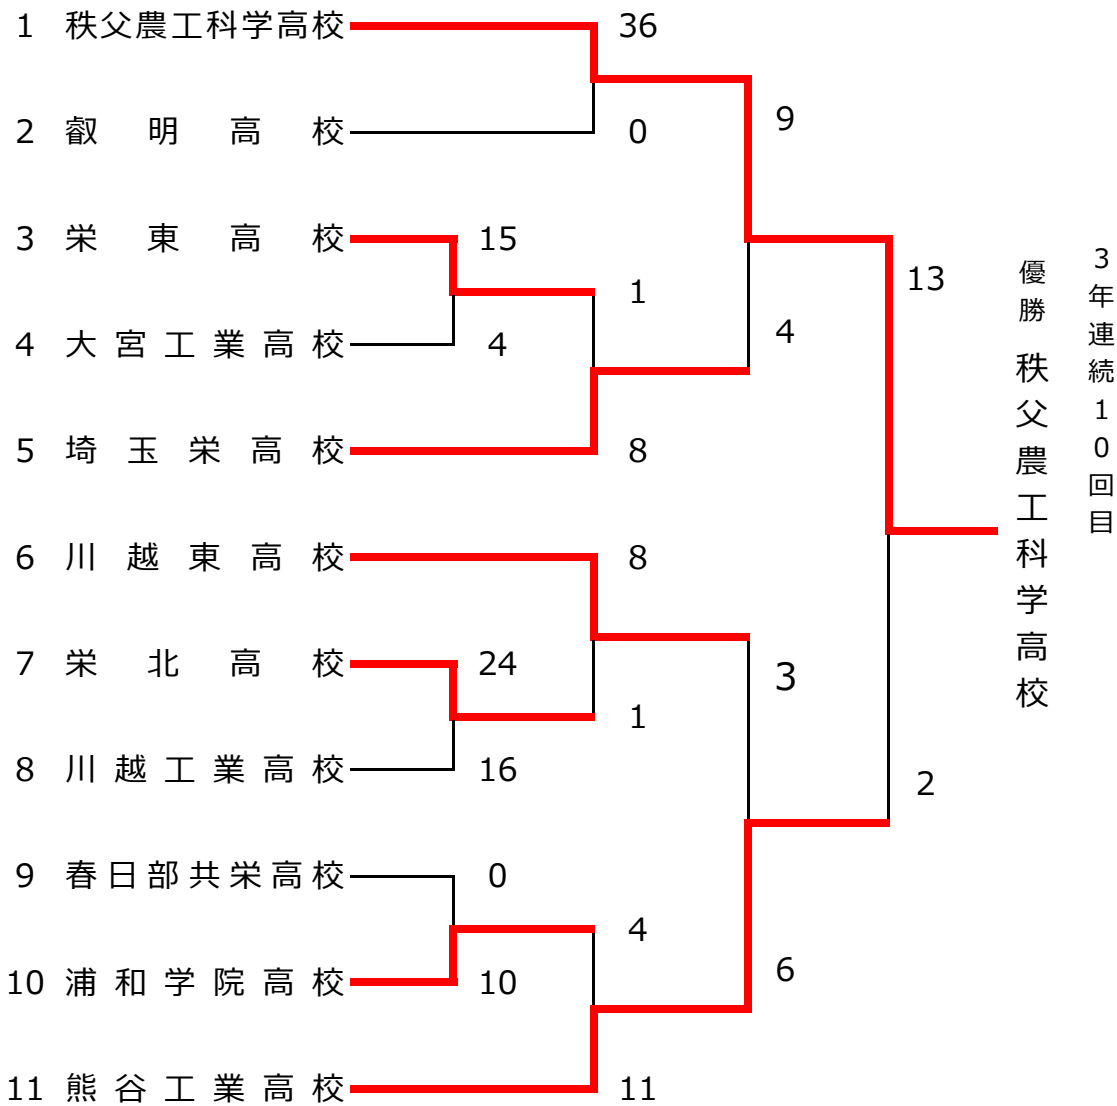 1 秩父農工科学高校 36
9
2 叡明高校 0
3 栄東高校 15
1
13
4 大宮工業高校 4
4
5 埼玉栄高校 8
6 川越東高校 8
7 栄北高校 24
3
1
8 川越工業高校 16
2
9 春日部共栄高校 0
4
10 浦和学院高校 10
6
11 熊谷工業高校 11
優勝 秩父農工科学高校
3年連続10回目